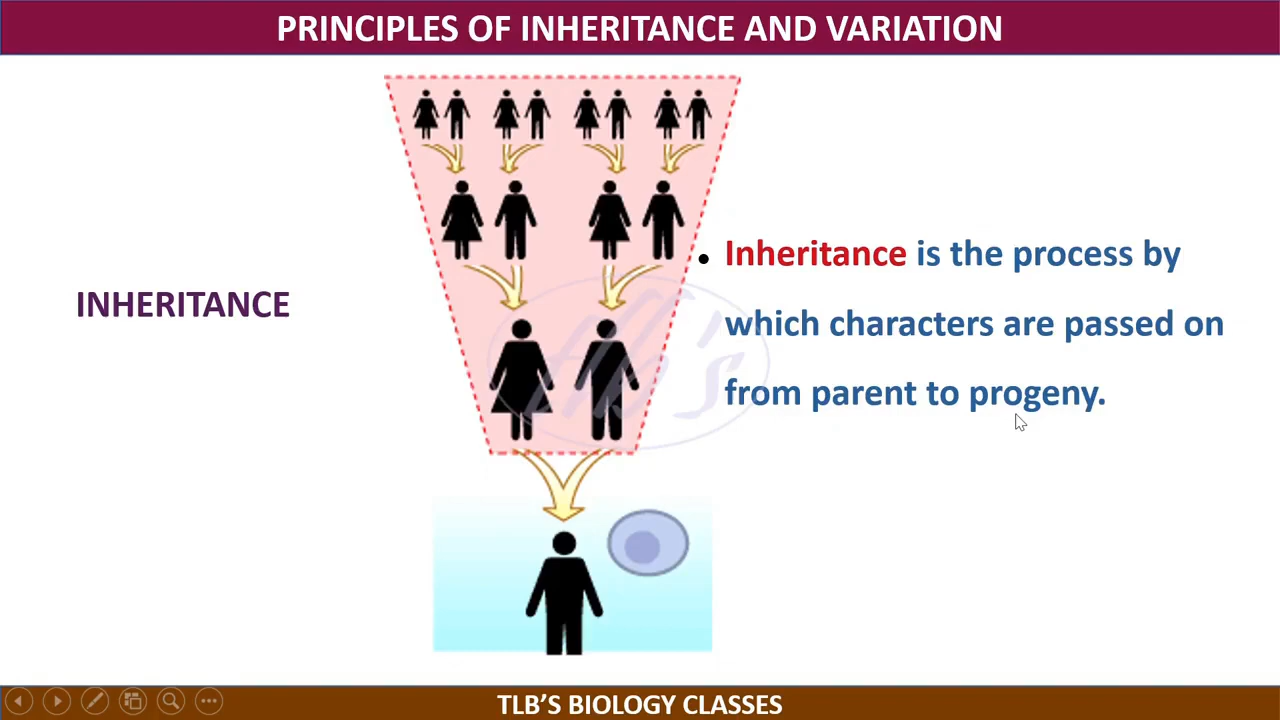 PRINCIPLES OF INHERITANCE AND VARIATION
INHERITANCE
• Inheritance is the process by
which characters are passed on
from parent to progeny.
Tlb's
TLB'S BIOLOGY CLASSES